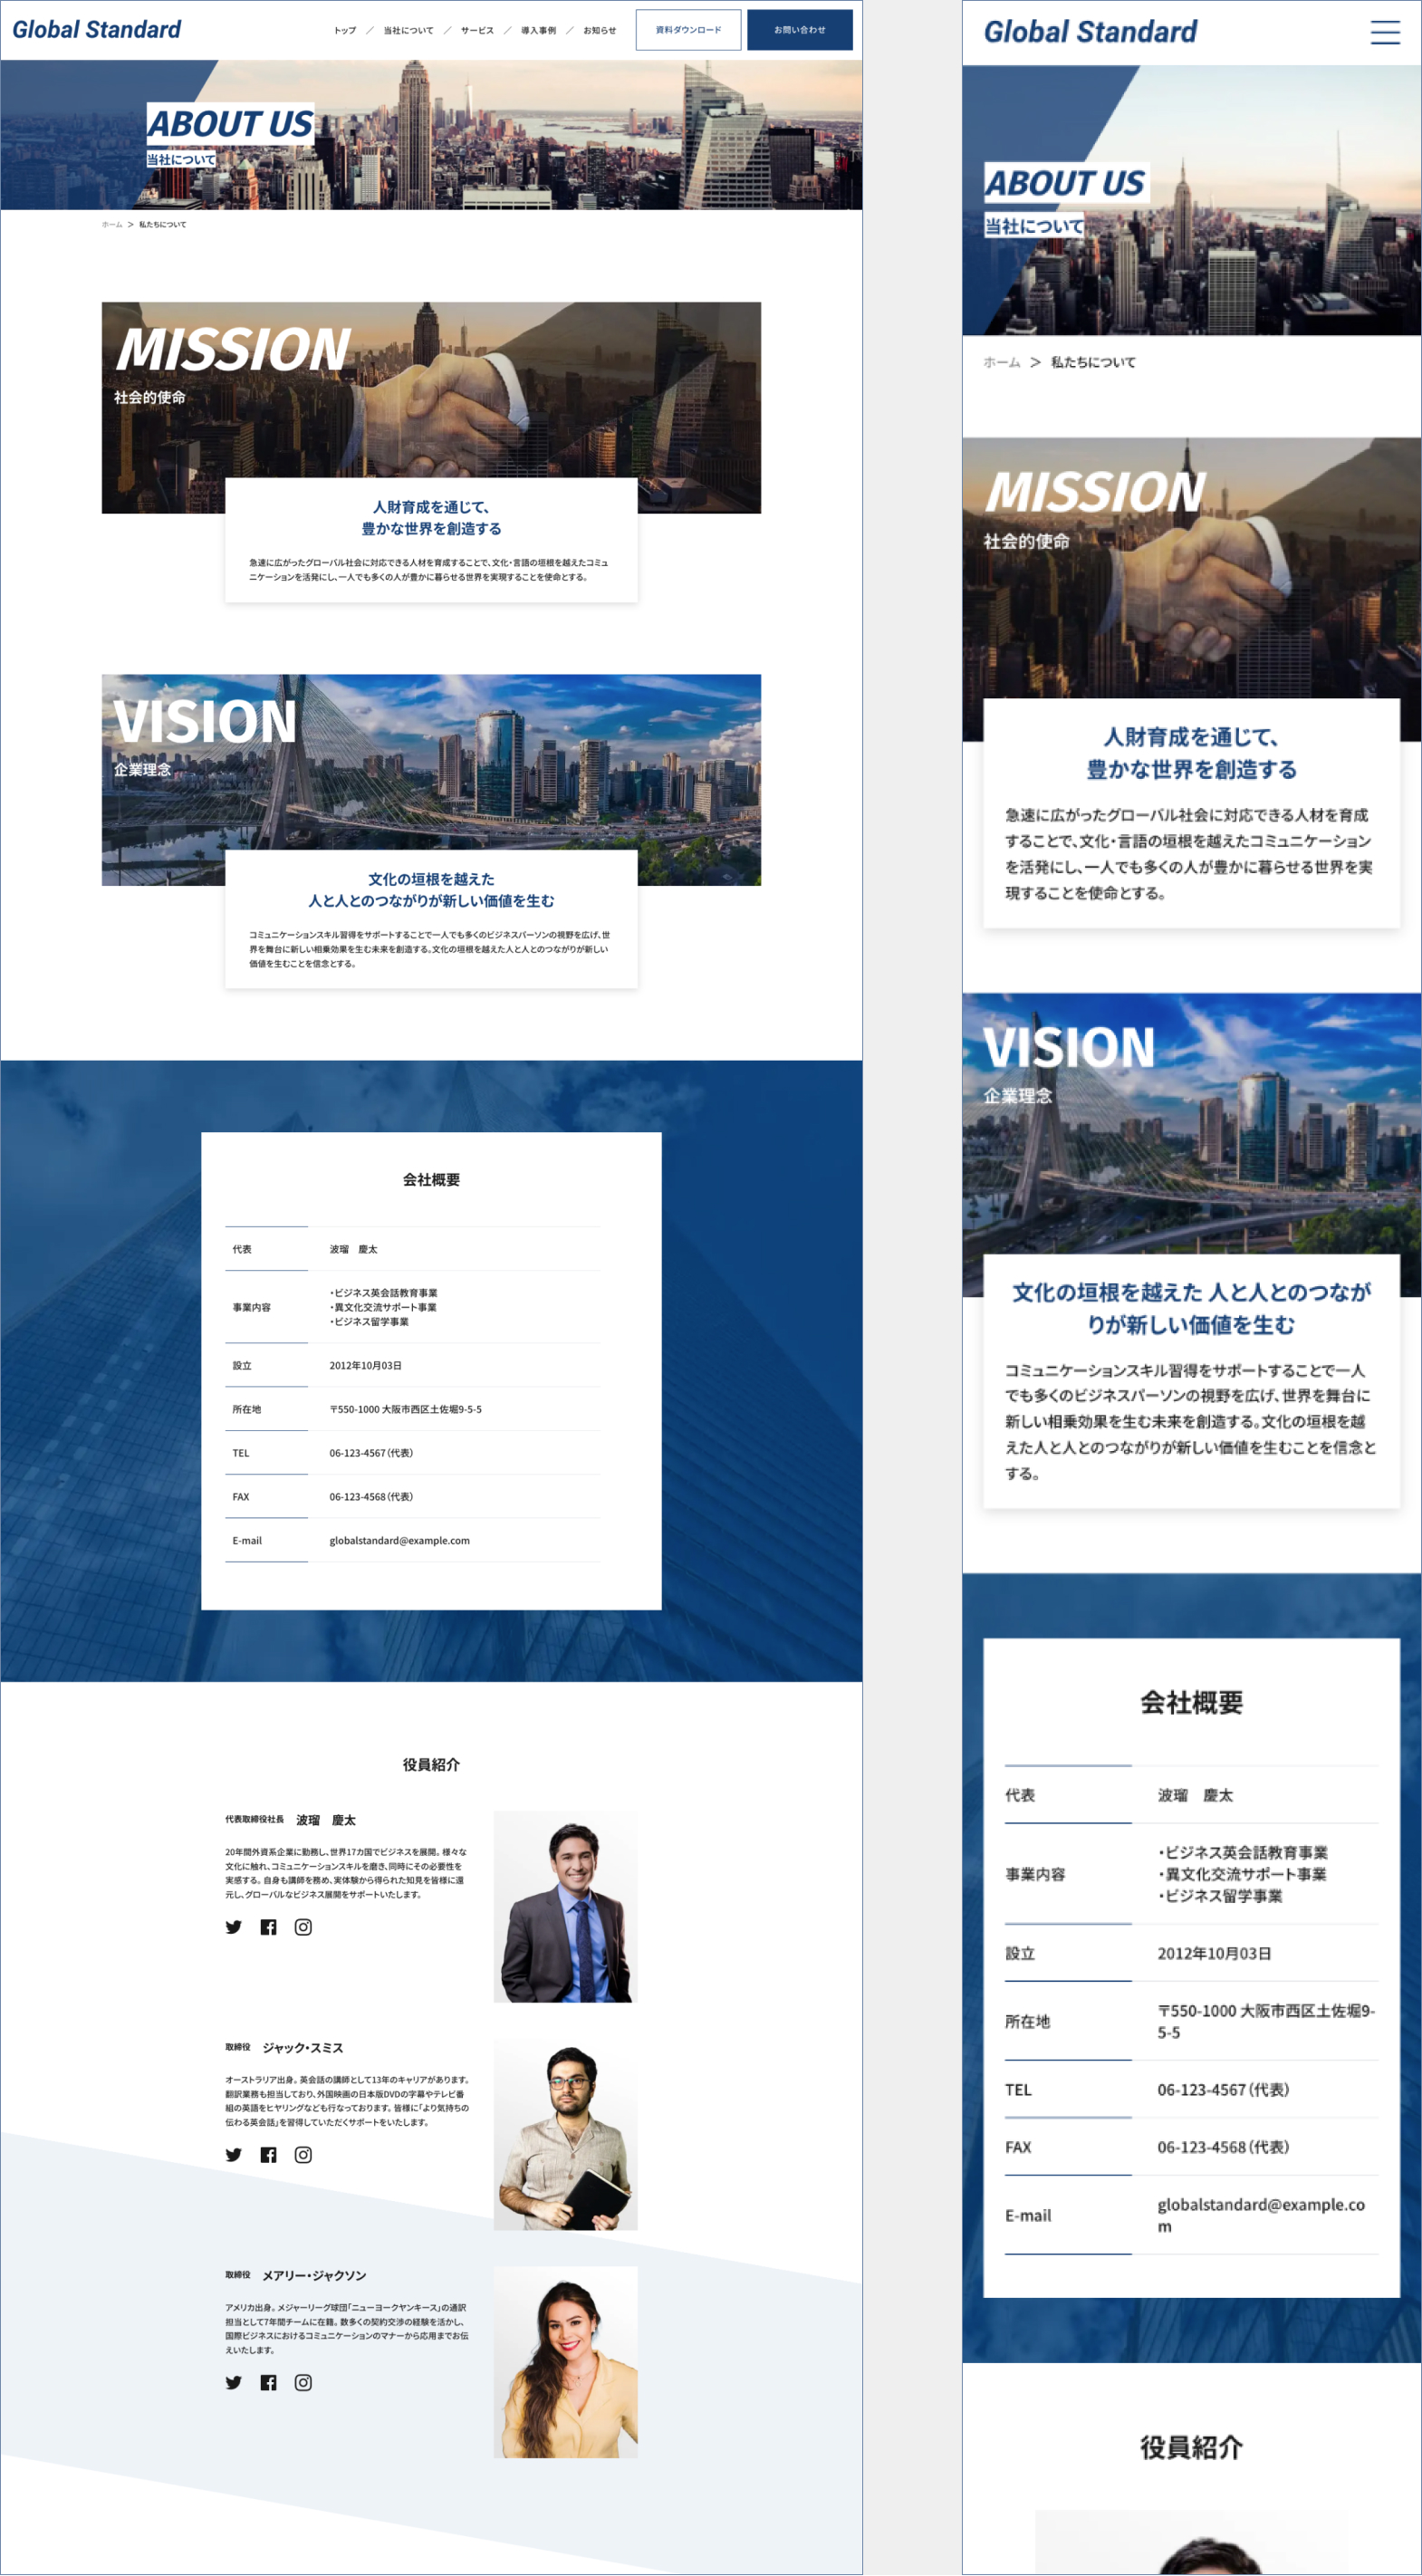 Global Standard
トップ ／ 当社について ／ サービス ／ 導入事例 ／ お知らせ
資料ダウンロード
お問い合わせ
ABOUT US
当社について
ホーム ＞ 私たちについて
MISSION
社会的使命
人財育成を通じて、
豊かな世界を創造する
急速に広がったグローバル社会に対応できる人材を育成することで、文化・言語の垣根を越えたコミュ
ニケーションを活発にし、一人でも多くの人が豊かに暮らせる世界を実現することを使命とする。
VISION
企業理念
文化の垣根を越えた
人と人とのつながりが新しい価値を生む
コミュニケーションスキル習得をサポートすることで一人でも多くのビジネスパーソンの視野を広げ、世
界を舞台に新しい相乗効果を生む未来を創造する。文化の垣根を越えた人と人とのつながりが新しい
価値を生むことを信念とする。
会社概要
代表 波瑠　慶太
事業内容
・ビジネス英会話教育事業
・異文化交流サポート事業
・ビジネス留学事業
設立 2012年10月03日
所在地 〒550-1000 大阪市西区土佐堀9-5-5
TEL 06-123-4567（代表）
FAX 06-123-4568（代表）
E-mail globalstandard@example.com
役員紹介
代表取締役社長 波瑠　慶太
20年間外資系企業に勤務し、世界17カ国でビジネスを展開。様々な
文化に触れ、コミュニケーションスキルを磨き、同時にその必要性を
実感する。自身も講師を務め、実体験から得られた知見を皆様に還
元し、グローバルなビジネス展開をサポートいたします。
取締役 ジャック・スミス
オーストラリア出身。英会話の講師として13年のキャリアがあります。
翻訳業務も担当しており、外国映画の日本版DVDの字幕やテレビ番
組の英語をヒヤリングなども行なっております。皆様に「より気持ちの
伝わる英会話」を習得していただくサポートをいたします。
取締役 メアリー・ジャクソン
アメリカ出身。メジャーリーグ球団「ニューヨークヤンキース」の通訳
担当として7年間チームに在籍。数多くの契約交渉の経験を活かし、
国際ビジネスにおけるコミュニケーションのマナーから応用までお伝
えいたします。
Global Standard
ABOUT US
当社について
ホーム ＞ 私たちについて
MISSION
社会的使命
人財育成を通じて、
豊かな世界を創造する
急速に広がったグローバル社会に対応できる人材を育成
することで、文化・言語の垣根を越えたコミュニケーション
を活発にし、一人でも多くの人が豊かに暮らせる世界を実
現することを使命とする。
VISION
企業理念
文化の垣根を越えた 人と人とのつなが
りが新しい価値を生む
コミュニケーションスキル習得をサポートすることで一人
でも多くのビジネスパーソンの視野を広げ、世界を舞台に
新しい相乗効果を生む未来を創造する。文化の垣根を越
えた人と人とのつながりが新しい価値を生むことを信念と
する。
会社概要
代表 波瑠　慶太
事業内容
・ビジネス英会話教育事業
・異文化交流サポート事業
・ビジネス留学事業
設立 2012年10月03日
所在地 〒550-1000 大阪市西区土佐堀9-
5-5
TEL 06-123-4567（代表）
FAX 06-123-4568（代表）
E-mail globalstandard@example.co
m
役員紹介